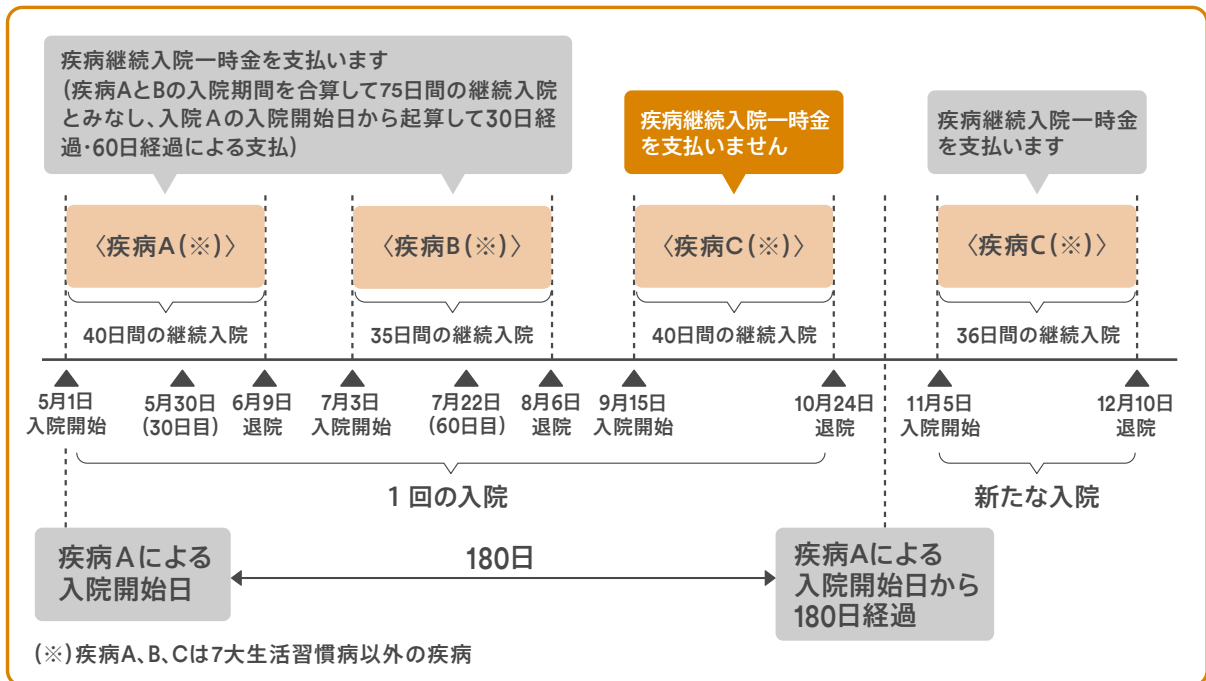 疾病継続入院一時金を支払います
(疾病AとBの入院期間を合算して75日間の継続入院
とみなし、入院Aの入院開始日から起算して30日経
過・60日経過による支払)
疾病継続入院一時金
を支払いません
疾病継続入院一時金
を支払います
〈疾病A(※)〉
〈疾病B(※)〉
〈疾病C(※)〉
〈疾病C(※)〉
40日間の継続入院
35日間の継続入院
40日間の継続入院
36日間の継続入院
5月1日
入院開始
5月30日
(30日目)
6月9日
退院
7月3日
入院開始
7月22日
(60日目)
8月6日
退院
9月15日
入院開始
10月24日
退院
11月5日
入院開始
12月10日
退院
1回の入院
新たな入院
疾病Aによる
入院開始日
180日
疾病Aによる
入院開始日から
180日経過
(※)疾病A、B、Cは7大生活習慣病以外の疾病